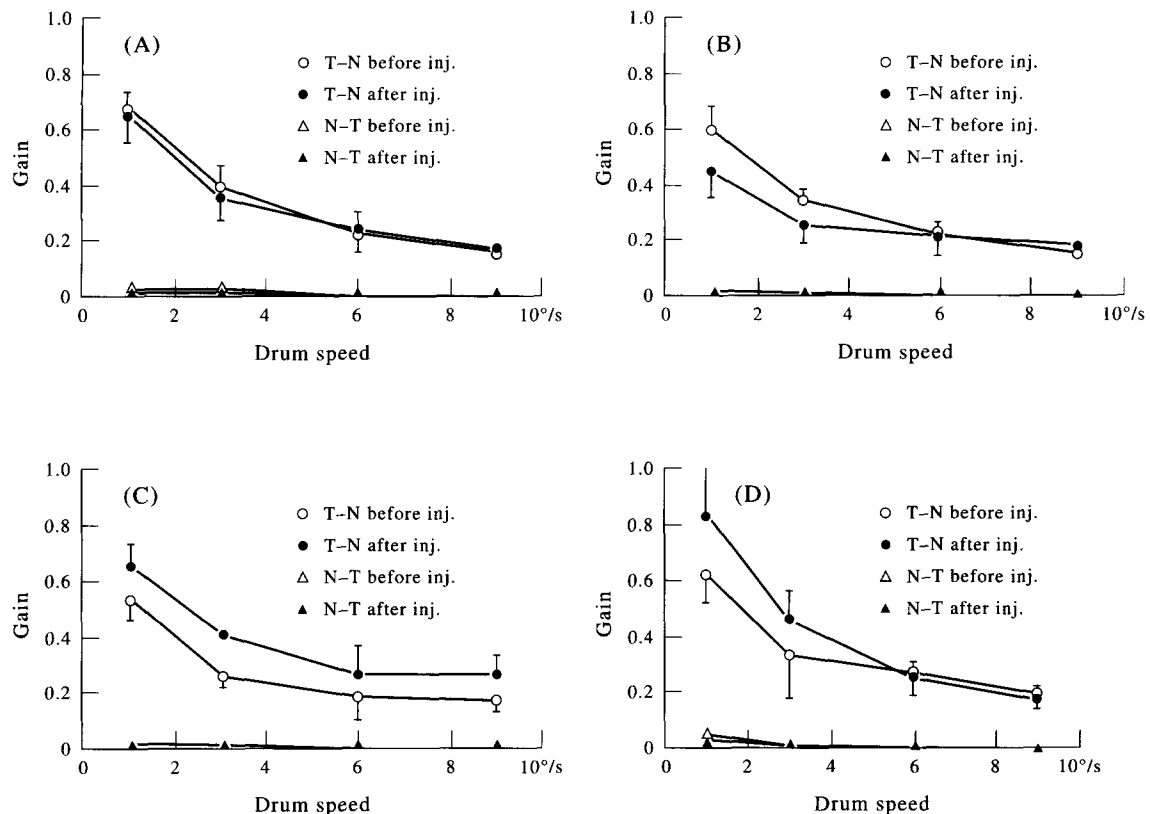 (A)
1.0
0.8
0.6
0.4
0.2
0
Gain
T–N before inj.
T–N after inj.
N–T before inj.
N–T after inj.
0 2 4 6 8 10°/s
Drum speed
(B)
1.0
0.8
0.6
0.4
0.2
0
Gain
T–N before inj.
T–N after inj.
N–T before inj.
N–T after inj.
0 2 4 6 8 10°/s
Drum speed
(C)
1.0
0.8
0.6
0.4
0.2
0
Gain
T–N before inj.
T–N after inj.
N–T before inj.
N–T after inj.
0 2 4 6 8 10°/s
Drum speed
(D)
1.0
0.8
0.6
0.4
0.2
0
Gain
T–N before inj.
T–N after inj.
N–T before inj.
N–T after inj.
0 2 4 6 8 10°/s
Drum speed